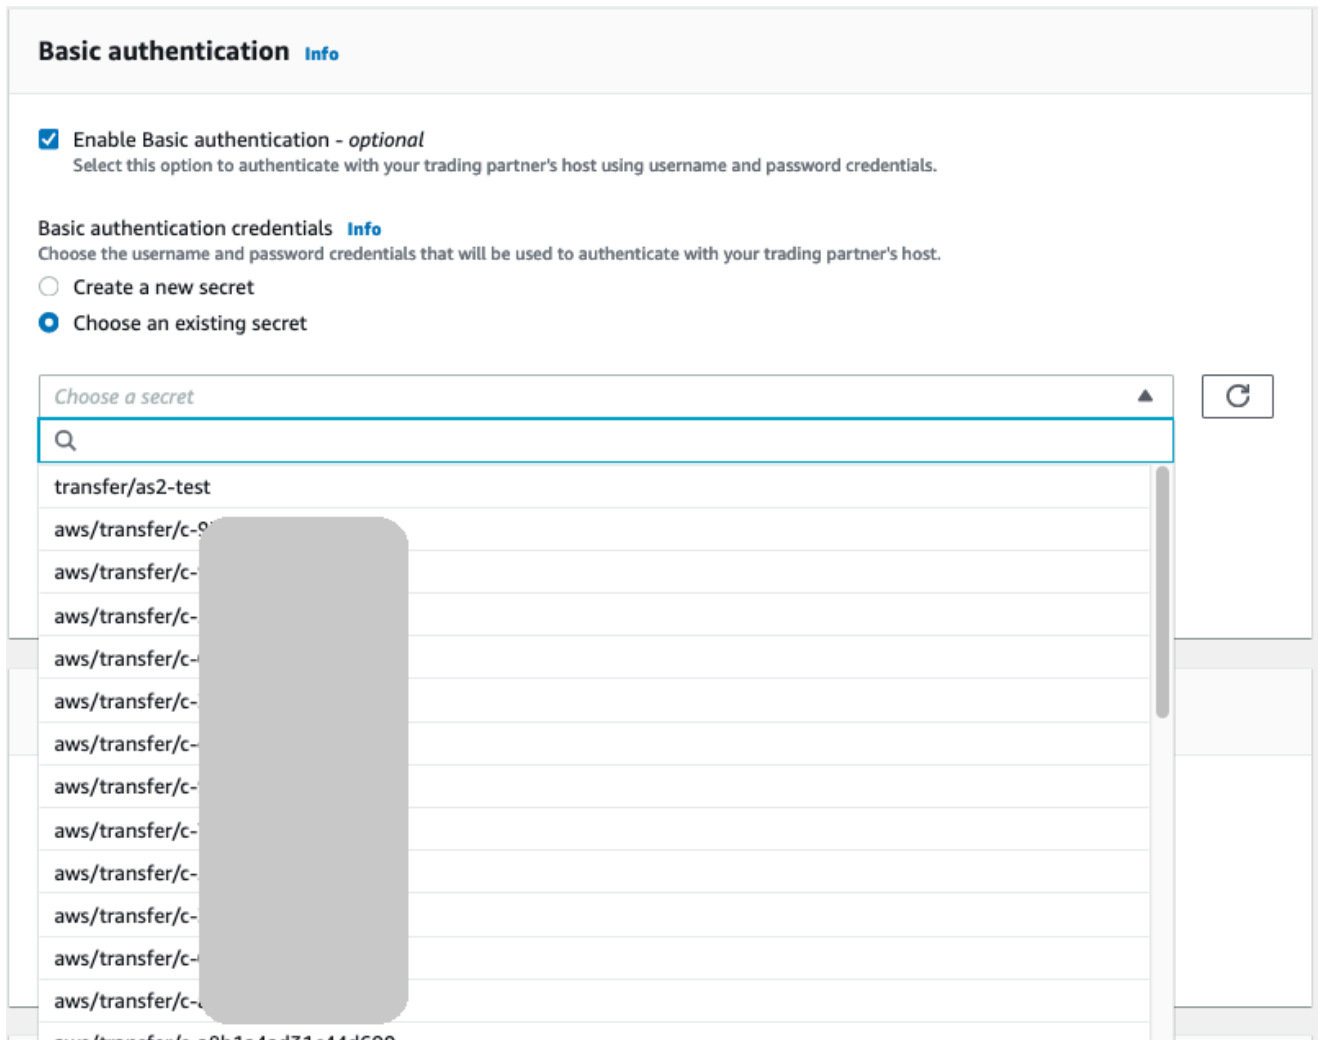 Basic authentication Info
Enable Basic authentication - optional
Select this option to authenticate with your trading partner's host using username and password credentials.
Basic authentication credentials Info
Choose the username and password credentials that will be used to authenticate with your trading partner's host.
Create a new secret
Choose an existing secret
Choose a secret
transfer/as2-test
aws/transfer/c-9
aws/transfer/c-
aws/transfer/c-
aws/transfer/c-
aws/transfer/c-
aws/transfer/c-
aws/transfer/c-
aws/transfer/c-
aws/transfer/c-
aws/transfer/c-
aws/transfer/c-
aws/transfer/c-